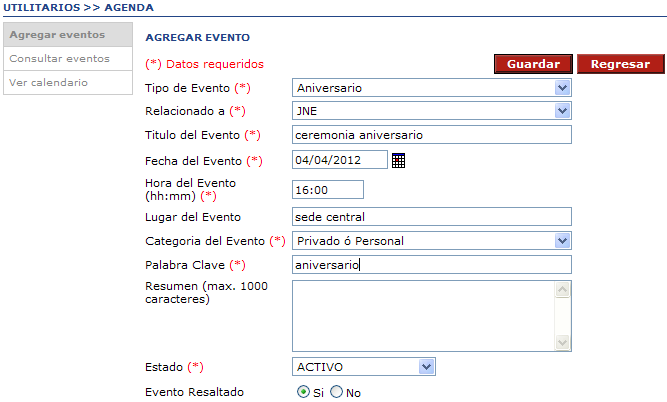 UTILITARIOS >> AGENDA
Agregar eventos
Consultar eventos
Ver calendario
AGREGAR EVENTO
(*) Datos requeridos
Guardar
Regresar
Tipo de Evento (*) Aniversario
Relacionado a (*) JNE
Titulo del Evento (*) ceremonia aniversario
Fecha del Evento (*) 04/04/2012
Hora del Evento
(hh:mm) (*) 16:00
Lugar del Evento sede central
Categoria del Evento (*) Privado ó Personal
Palabra Clave (*) aniversario
Resumen (max. 1000
caracteres)
Estado (*) ACTIVO
Evento Resaltado Si No